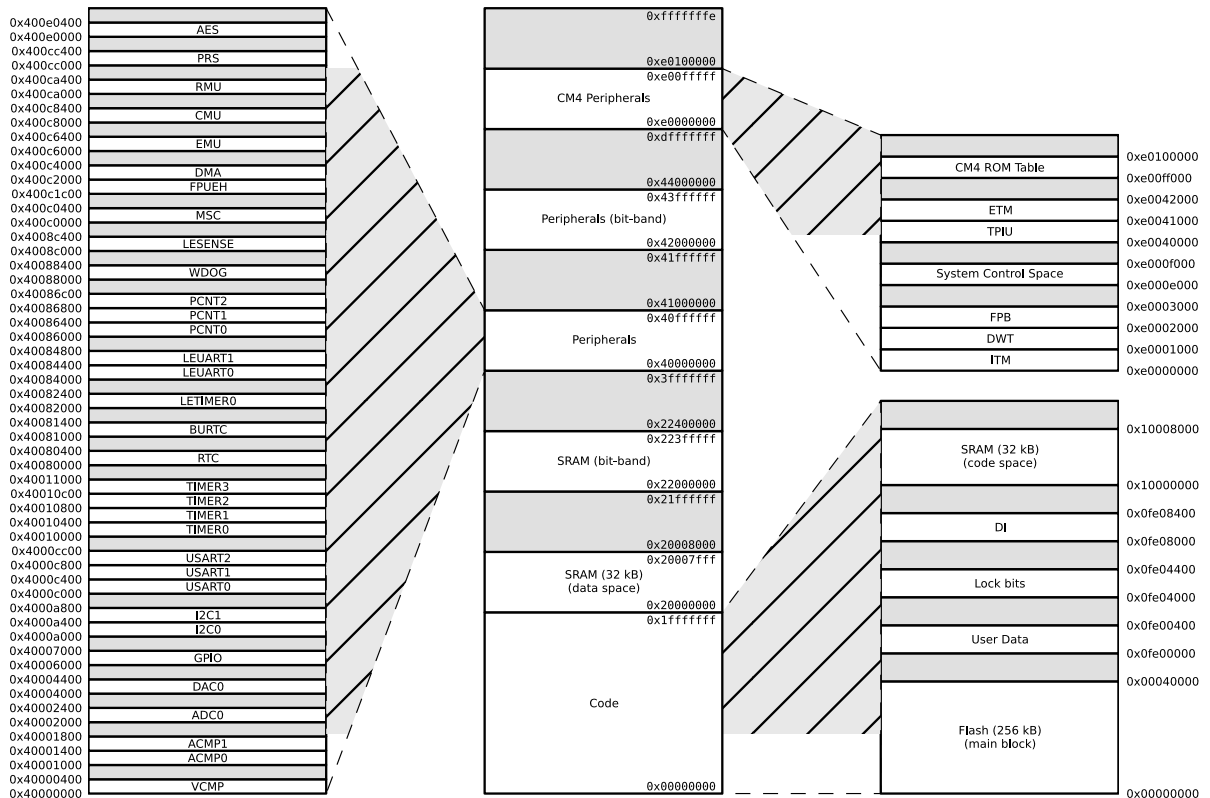 0x400e0400
AES
0x400e0000
0x400cc400
PRS
0x400cc000
0x400ca400
RMU
0x400ca000
0x400c8400
CMU
0x400c8000
0x400c6400
EMU
0x400c6000
0x400c4000
DMA
0x400c2000
FPUEH
0x400c1c00
0x400c0400
MSC
0x400c0000
0x4008c400
LESENSE
0x4008c000
0x40088400
WDOG
0x40088000
0x40086c00
PCNT2
0x40086800
PCNT1
0x40086400
PCNT0
0x40086000
0x40084800
LEUART1
0x40084400
LEUART0
0x40084000
0x40082400
LETIMER0
0x40082000
0x40081400
BURTC
0x40081000
0x40080400
RTC
0x40080000
0x40011000
TIMER3
0x40010c00
TIMER2
0x40010800
TIMER1
0x40010400
TIMER0
0x40010000
0x4000cc00
USART2
0x4000c800
USART1
0x4000c400
USART0
0x4000c000
0x4000a800
I2C1
0x4000a400
I2C0
0x4000a000
0x40007000
GPIO
0x40006000
0x40004400
DAC0
0x40004000
0x40002400
ADC0
0x40002000
0x40001800
ACMP1
0x40001400
ACMP0
0x40001000
0x40000400
VCMP
0x40000000
0xfffffffe
0xe0100000
0xe00fffff
CM4 Peripherals
0xe0000000
0xdfffffff
0x44000000
0x43ffffff
Peripherals (bit-band)
0x42000000
0x41ffffff
0x41000000
0x40ffffff
Peripherals
0x40000000
0x3fffffff
0x22400000
0x223fffff
SRAM (bit-band)
0x22000000
0x21ffffff
0x20008000
0x20007fff
SRAM (32 kB)
(data space)
0x20000000
0x1fffffff
Code
0x00000000
0xe0100000
CM4 ROM Table
0xe00ff000
0xe0042000
ETM
0xe0041000
TPIU
0xe0040000
0xe000f000
System Control Space
0xe000e000
0xe0003000
FPB
0xe0002000
DWT
0xe0001000
ITM
0xe0000000
0x10008000
SRAM (32 kB)
(code space)
0x10000000
0x0fe08400
DI
0x0fe08000
0x0fe04400
Lock bits
0x0fe04000
0x0fe00400
User Data
0x0fe00000
0x00040000
Flash (256 kB)
(main block)
0x00000000